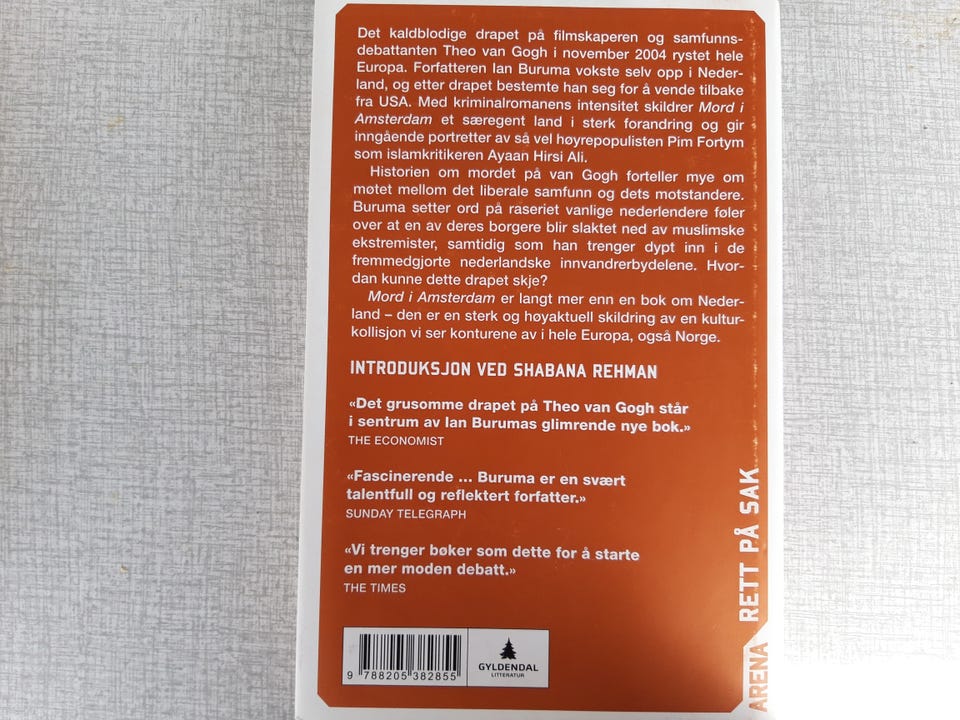 Det kaldblodige drapet på filmskaperen og samfunns-
debattanten Theo van Gogh i november 2004 rystet hele
Europa. Forfatteren Ian Buruma vokste selv opp i Neder-
land, og etter drapet bestemte han seg for å vende tilbake
fra USA. Med kriminalromanens intensitet skildrer Mord i
Amsterdam et særegent land i sterk forandring og gir
inngående portretter av så vel høyrepopulisten Pim Fortym
som islamkritikeren Ayaan Hirsi Ali.
Historien om mordet på van Gogh forteller mye om
møtet mellom det liberale samfunn og dets motstandere.
Buruma setter ord på raseriet vanlige nederlendere føler
over at en av deres borgere blir slaktet ned av muslimske
ekstremister, samtidig som han trenger dypt inn i de
fremmedgjorte nederlandske innvandrerbydelene. Hvor-
dan kunne dette drapet skje?
Mord i Amsterdam er langt mer enn en bok om Neder-
land – den er en sterk og høyaktuell skildring av en kultur-
kollisjon vi ser konturene av i hele Europa, også Norge.
INTRODUKSJON VED SHABANA REHMAN
«Det grusomme drapet på Theo van Gogh står
i sentrum av Ian Burumas glimrende nye bok.»
THE ECONOMIST
«Fascinerende ... Buruma er en svært
talentfull og reflektert forfatter.»
SUNDAY TELEGRAPH
«Vi trenger bøker som dette for å starte
en mer moden debatt.»
THE TIMES
9 788205 382855
GYLDENDAL
LITTERATUR
ARENA RETT PÅ SAK